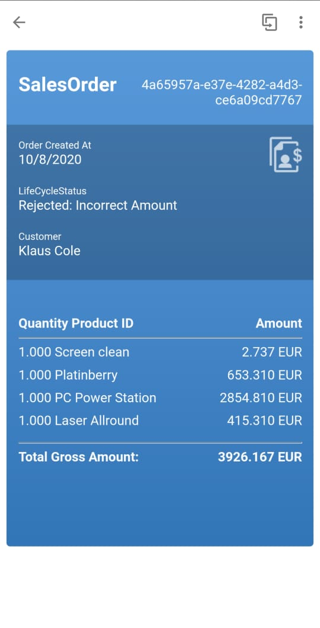 SalesOrder
4a65957a-e37e-4282-a4d3-
ce6a09cd7767
Order Created At
10/8/2020
$
LifeCycleStatus
Rejected: Incorrect Amount
Customer
Klaus Cole
Quantity Product ID Amount
1.000 Screen clean 2.737 EUR
1.000 Platinberry 653.310 EUR
1.000 PC Power Station 2854.810 EUR
1.000 Laser Allround 415.310 EUR
Total Gross Amount: 3926.167 EUR